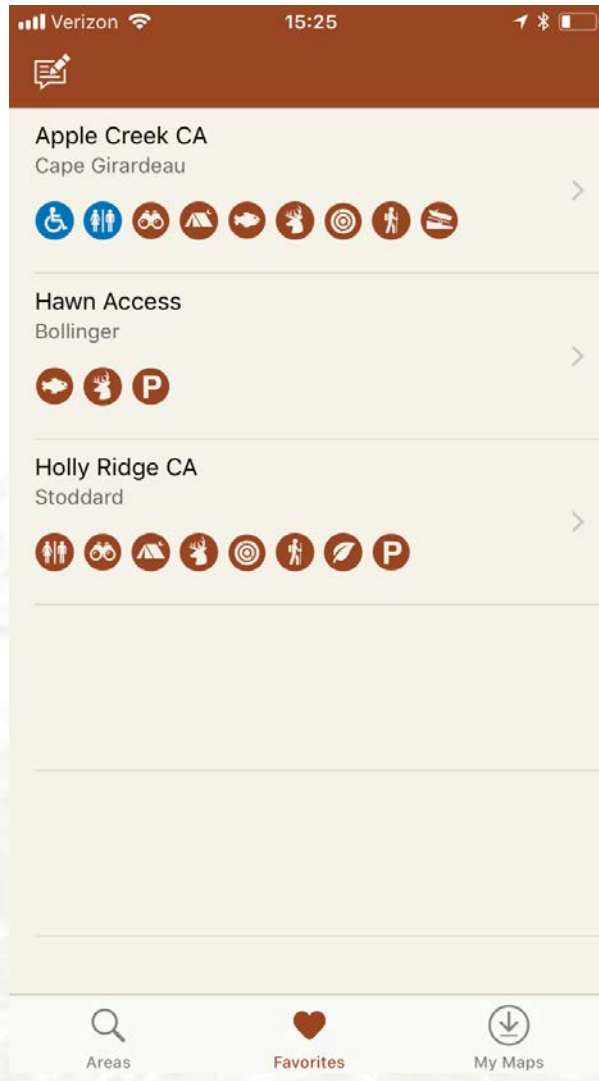 Verizon 15:25
Apple Creek CA
Cape Girardeau
Hawn Access
Bollinger
P
Holly Ridge CA
Stoddard
P
Areas Favorites My Maps